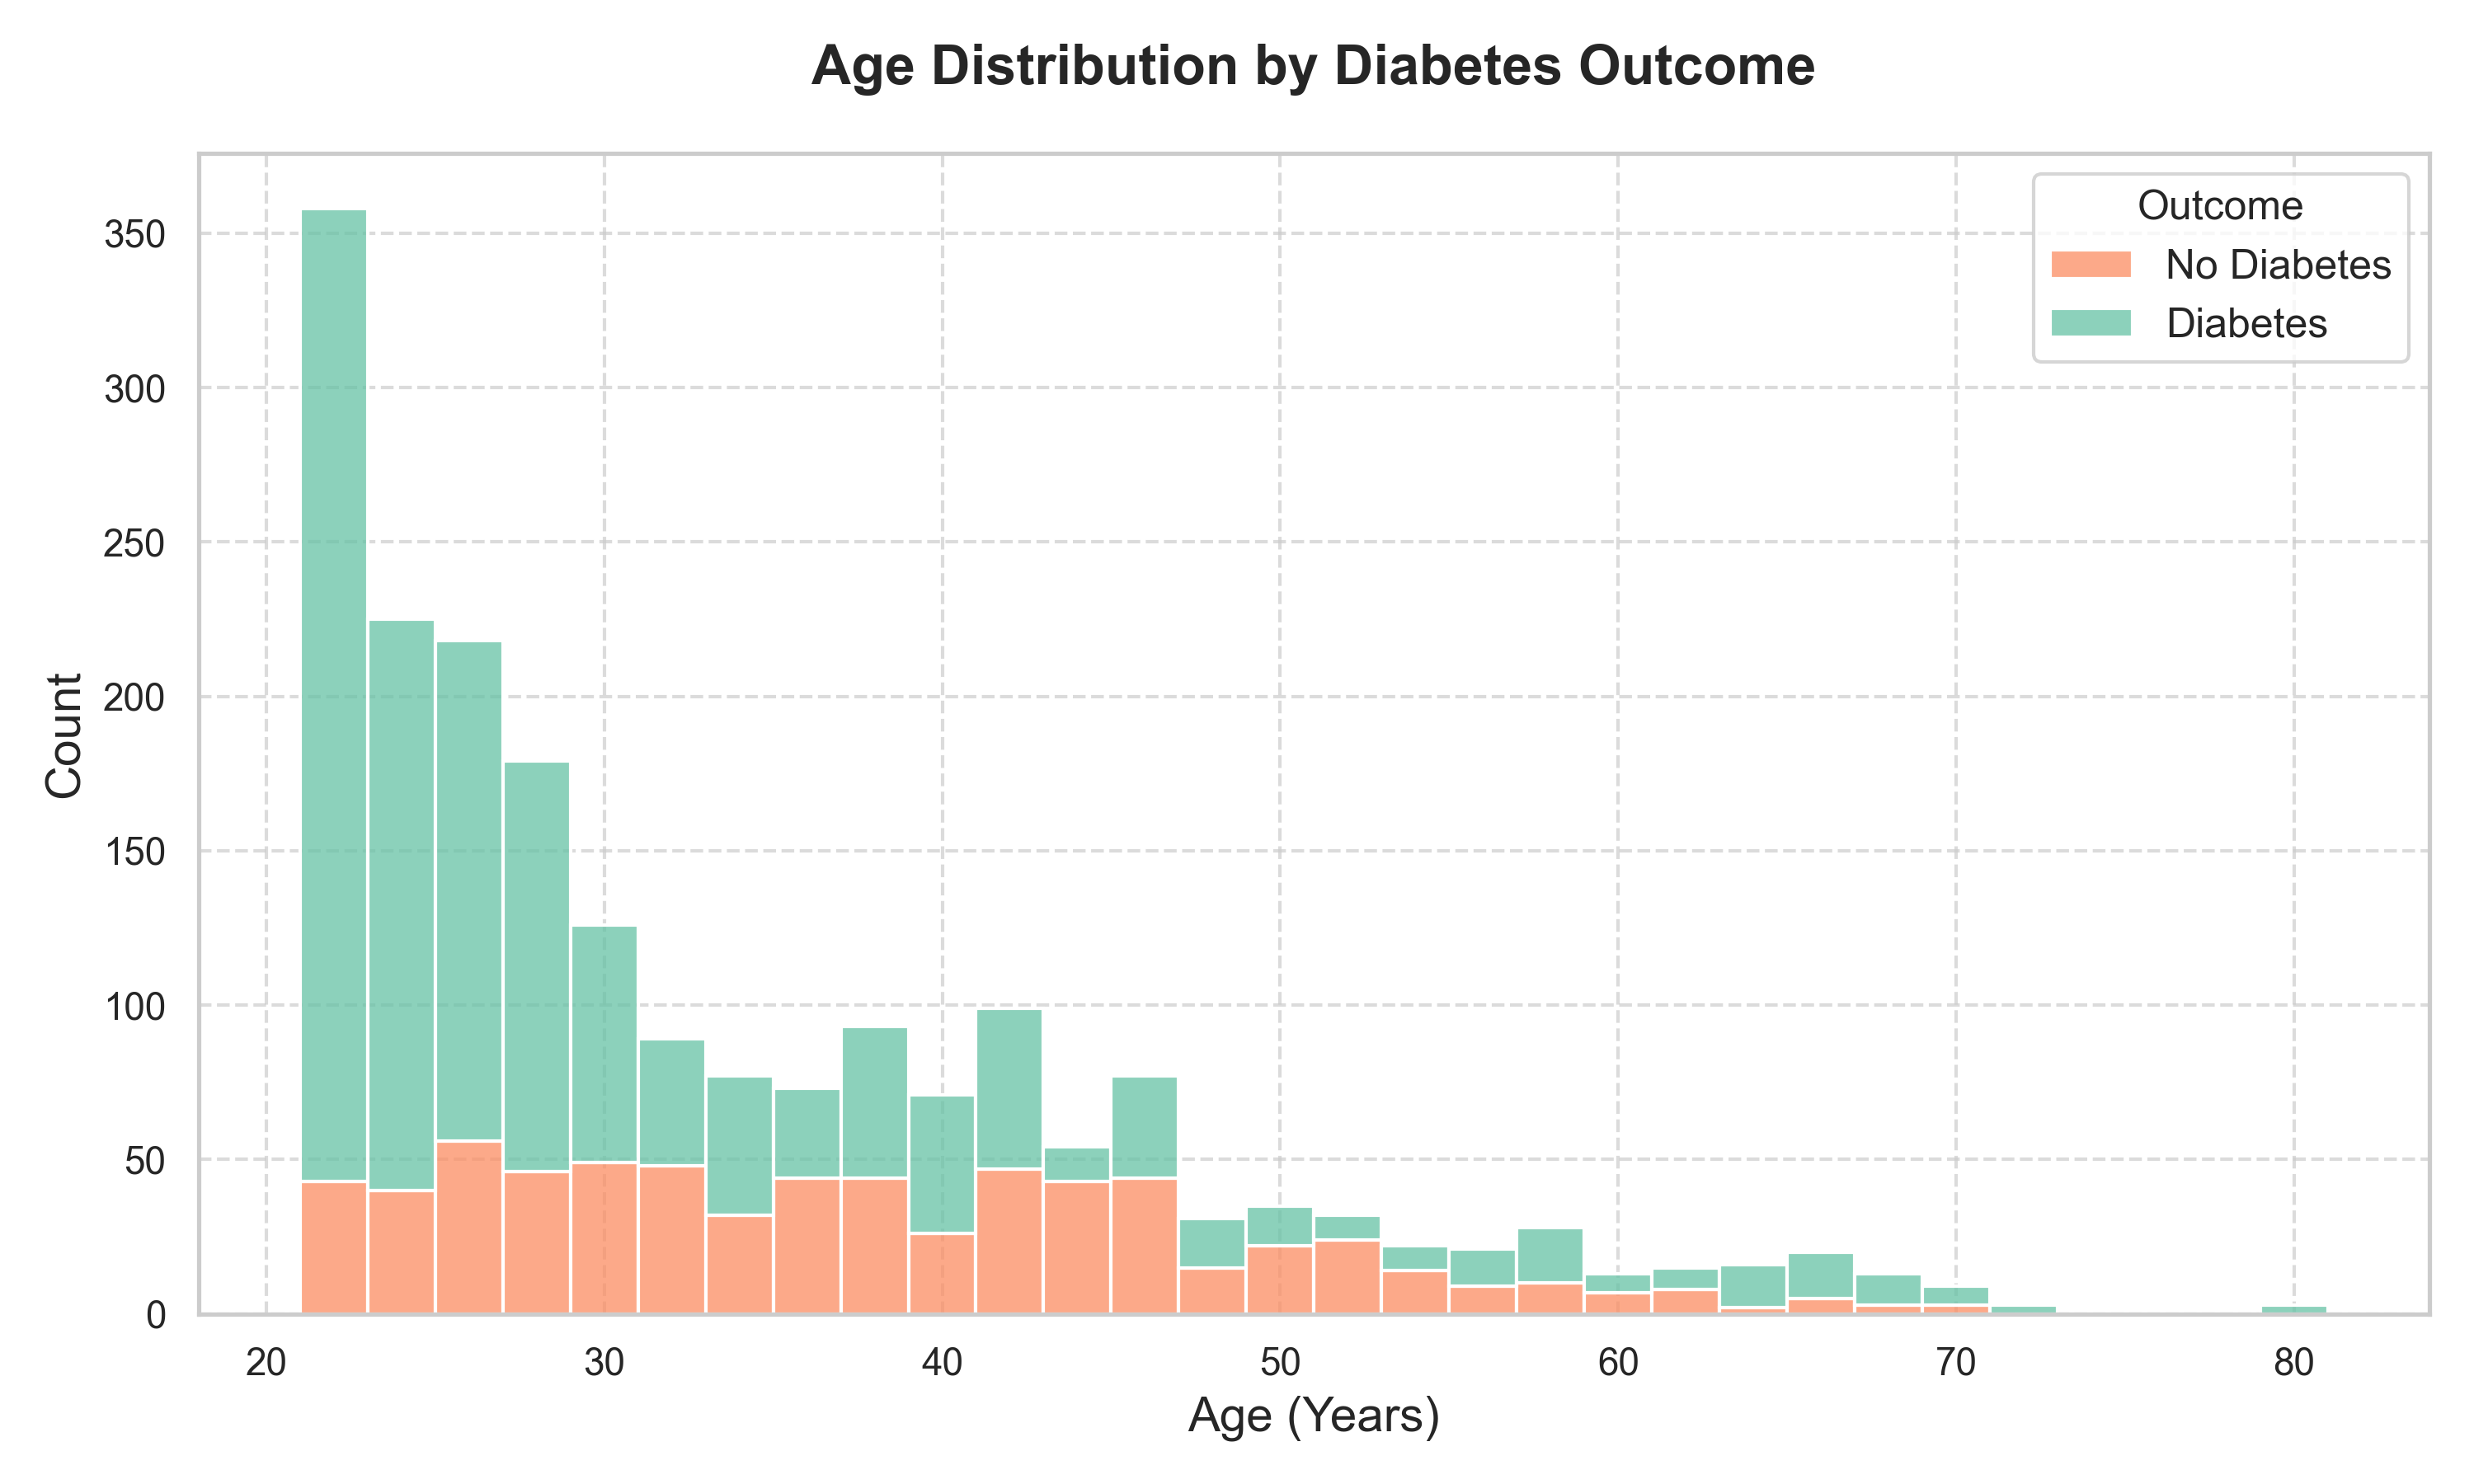 Age Distribution by Diabetes Outcome
Outcome
No Diabetes
Diabetes
Count
350
300
250
200
150
100
50
0
20 30 40 50 60 70 80
Age (Years)